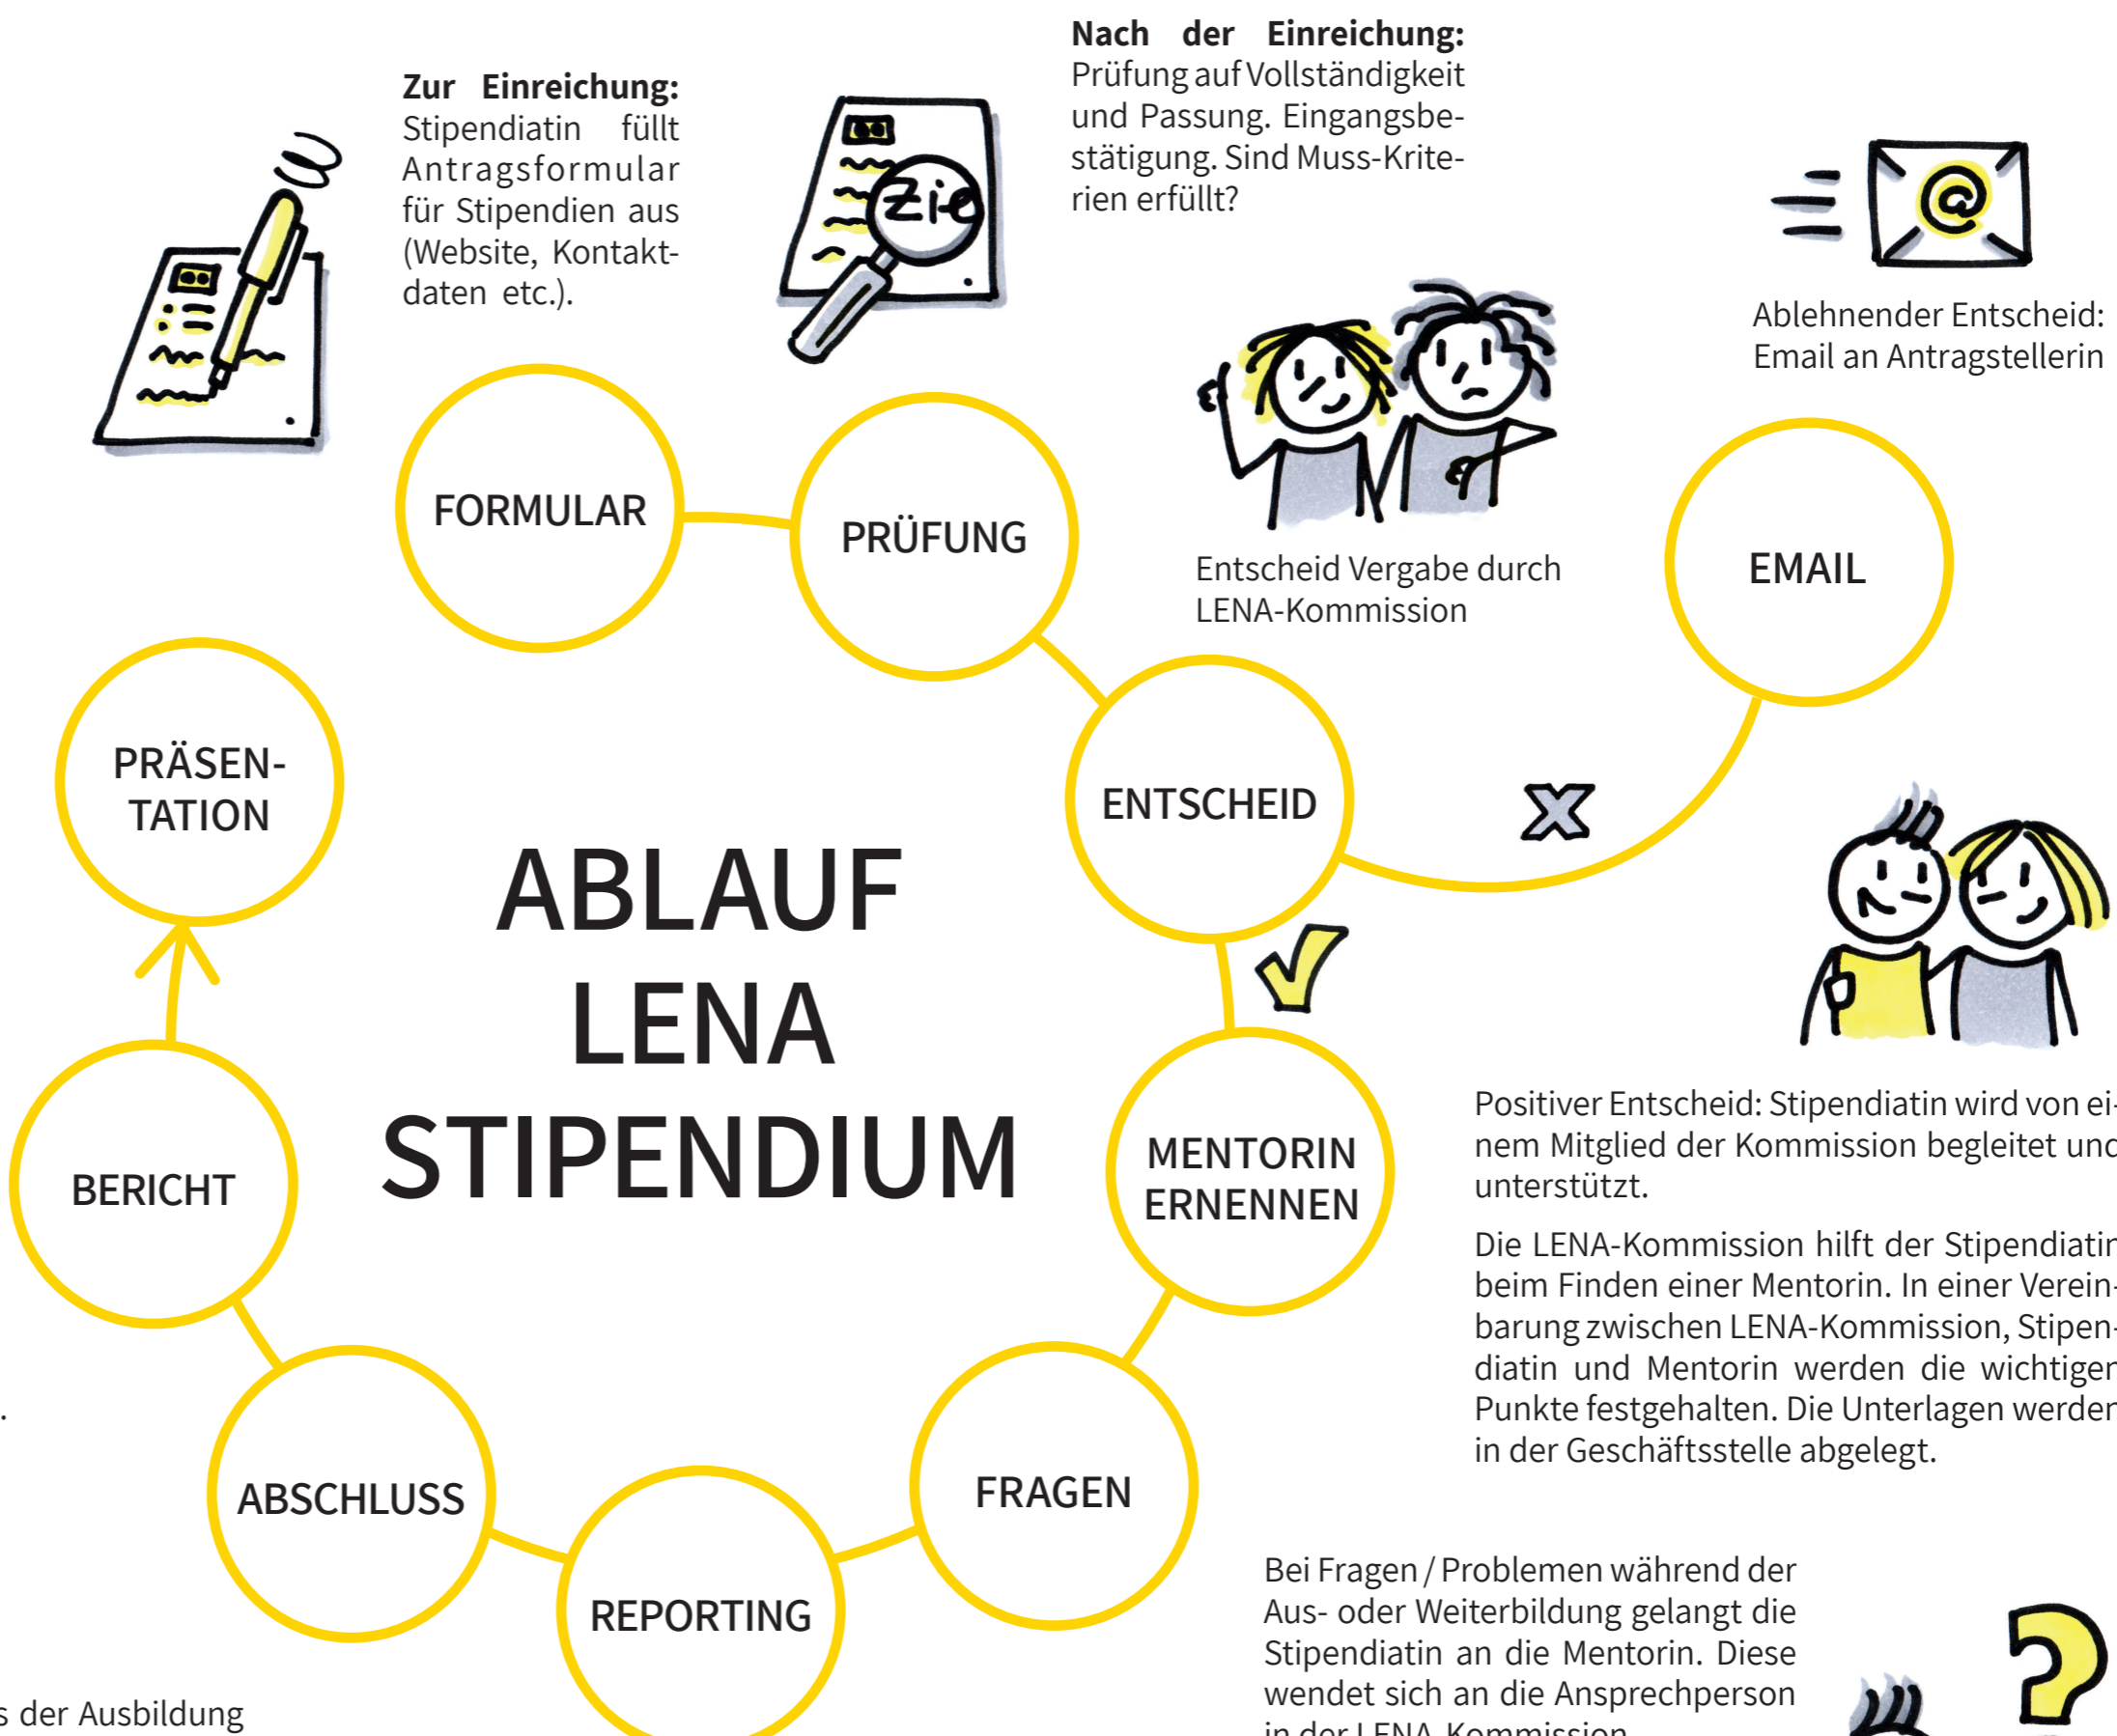 Zur Einreichung:
Stipendiatin füllt
Antragsformular
für Stipendien aus
(Website, Kontakt-
daten etc.).
Zie
Nach der Einreichung:
Prüfung auf Vollständigkeit
und Passung. Eingangsbe-
stätigung. Sind Muss-Krite-
rien erfüllt?
@
Ablehnender Entscheid:
Email an Antragstellerin
FORMULAR
PRÜFUNG
Entscheid Vergabe durch
LENA-Kommission
EMAIL
ENTSCHEID
x
PRÄSEN-
TATION
ABLAUF
LENA
STIPENDIUM
MENTORIN
ERNENNEN
Positiver Entscheid: Stipendiatin wird von ei-
nem Mitglied der Kommission begleitet und
unterstützt.
Die LENA-Kommission hilft der Stipendiatin
beim Finden einer Mentorin. In einer Verein-
barung zwischen LENA-Kommission, Stipen-
diatin und Mentorin werden die wichtigen
Punkte festgehalten. Die Unterlagen werden
in der Geschäftsstelle abgelegt.
BERICHT
.
ABSCHLUSS
FRAGEN
REPORTING
Bei Fragen / Problemen während der
Aus- oder Weiterbildung gelangt die
Stipendiatin an die Mentorin. Diese
wendet sich an die Ansprechperson
in der LENA-Kommission
?
s der Ausbildung